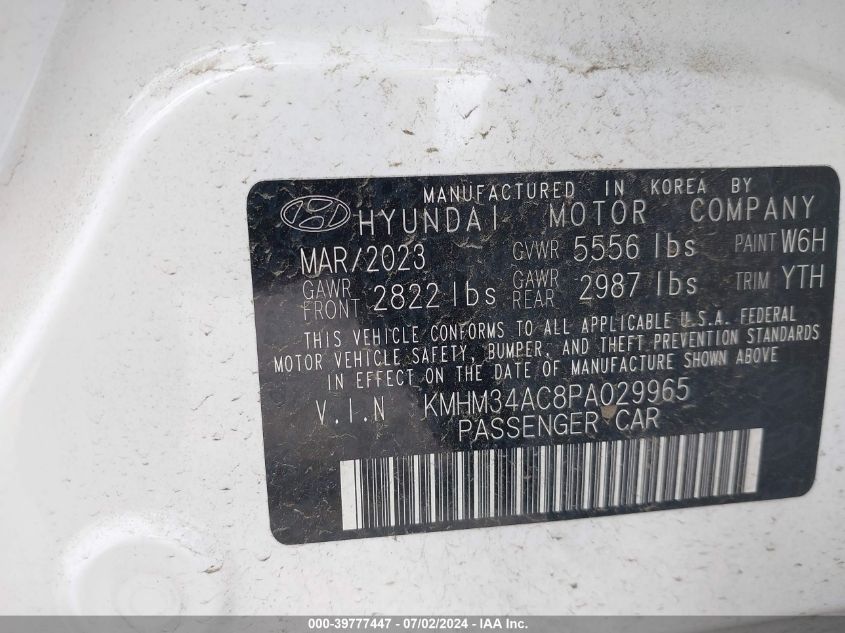 MANUFACTURED IN KOREA BY
HYUNDAI MOTOR COMPANY
MAR/2023 GVWR 5556 lbs PAINT W6H
GAWR FRONT 2822 lbs GAWR REAR 2987 lbs TRIM YTH
THIS VEHICLE CONFORMS TO ALL APPLICABLE U.S.A. FEDERAL
MOTOR VEHICLE SAFETY, BUMPER, AND THEFT PREVENTION STANDARDS
IN EFFECT ON THE DATE OF MANUFACTURE SHOWN ABOVE
V.I.N KMHM34AC8PA029965
PASSENGER CAR
000-39777447 - 07/02/2024 - IAA Inc.